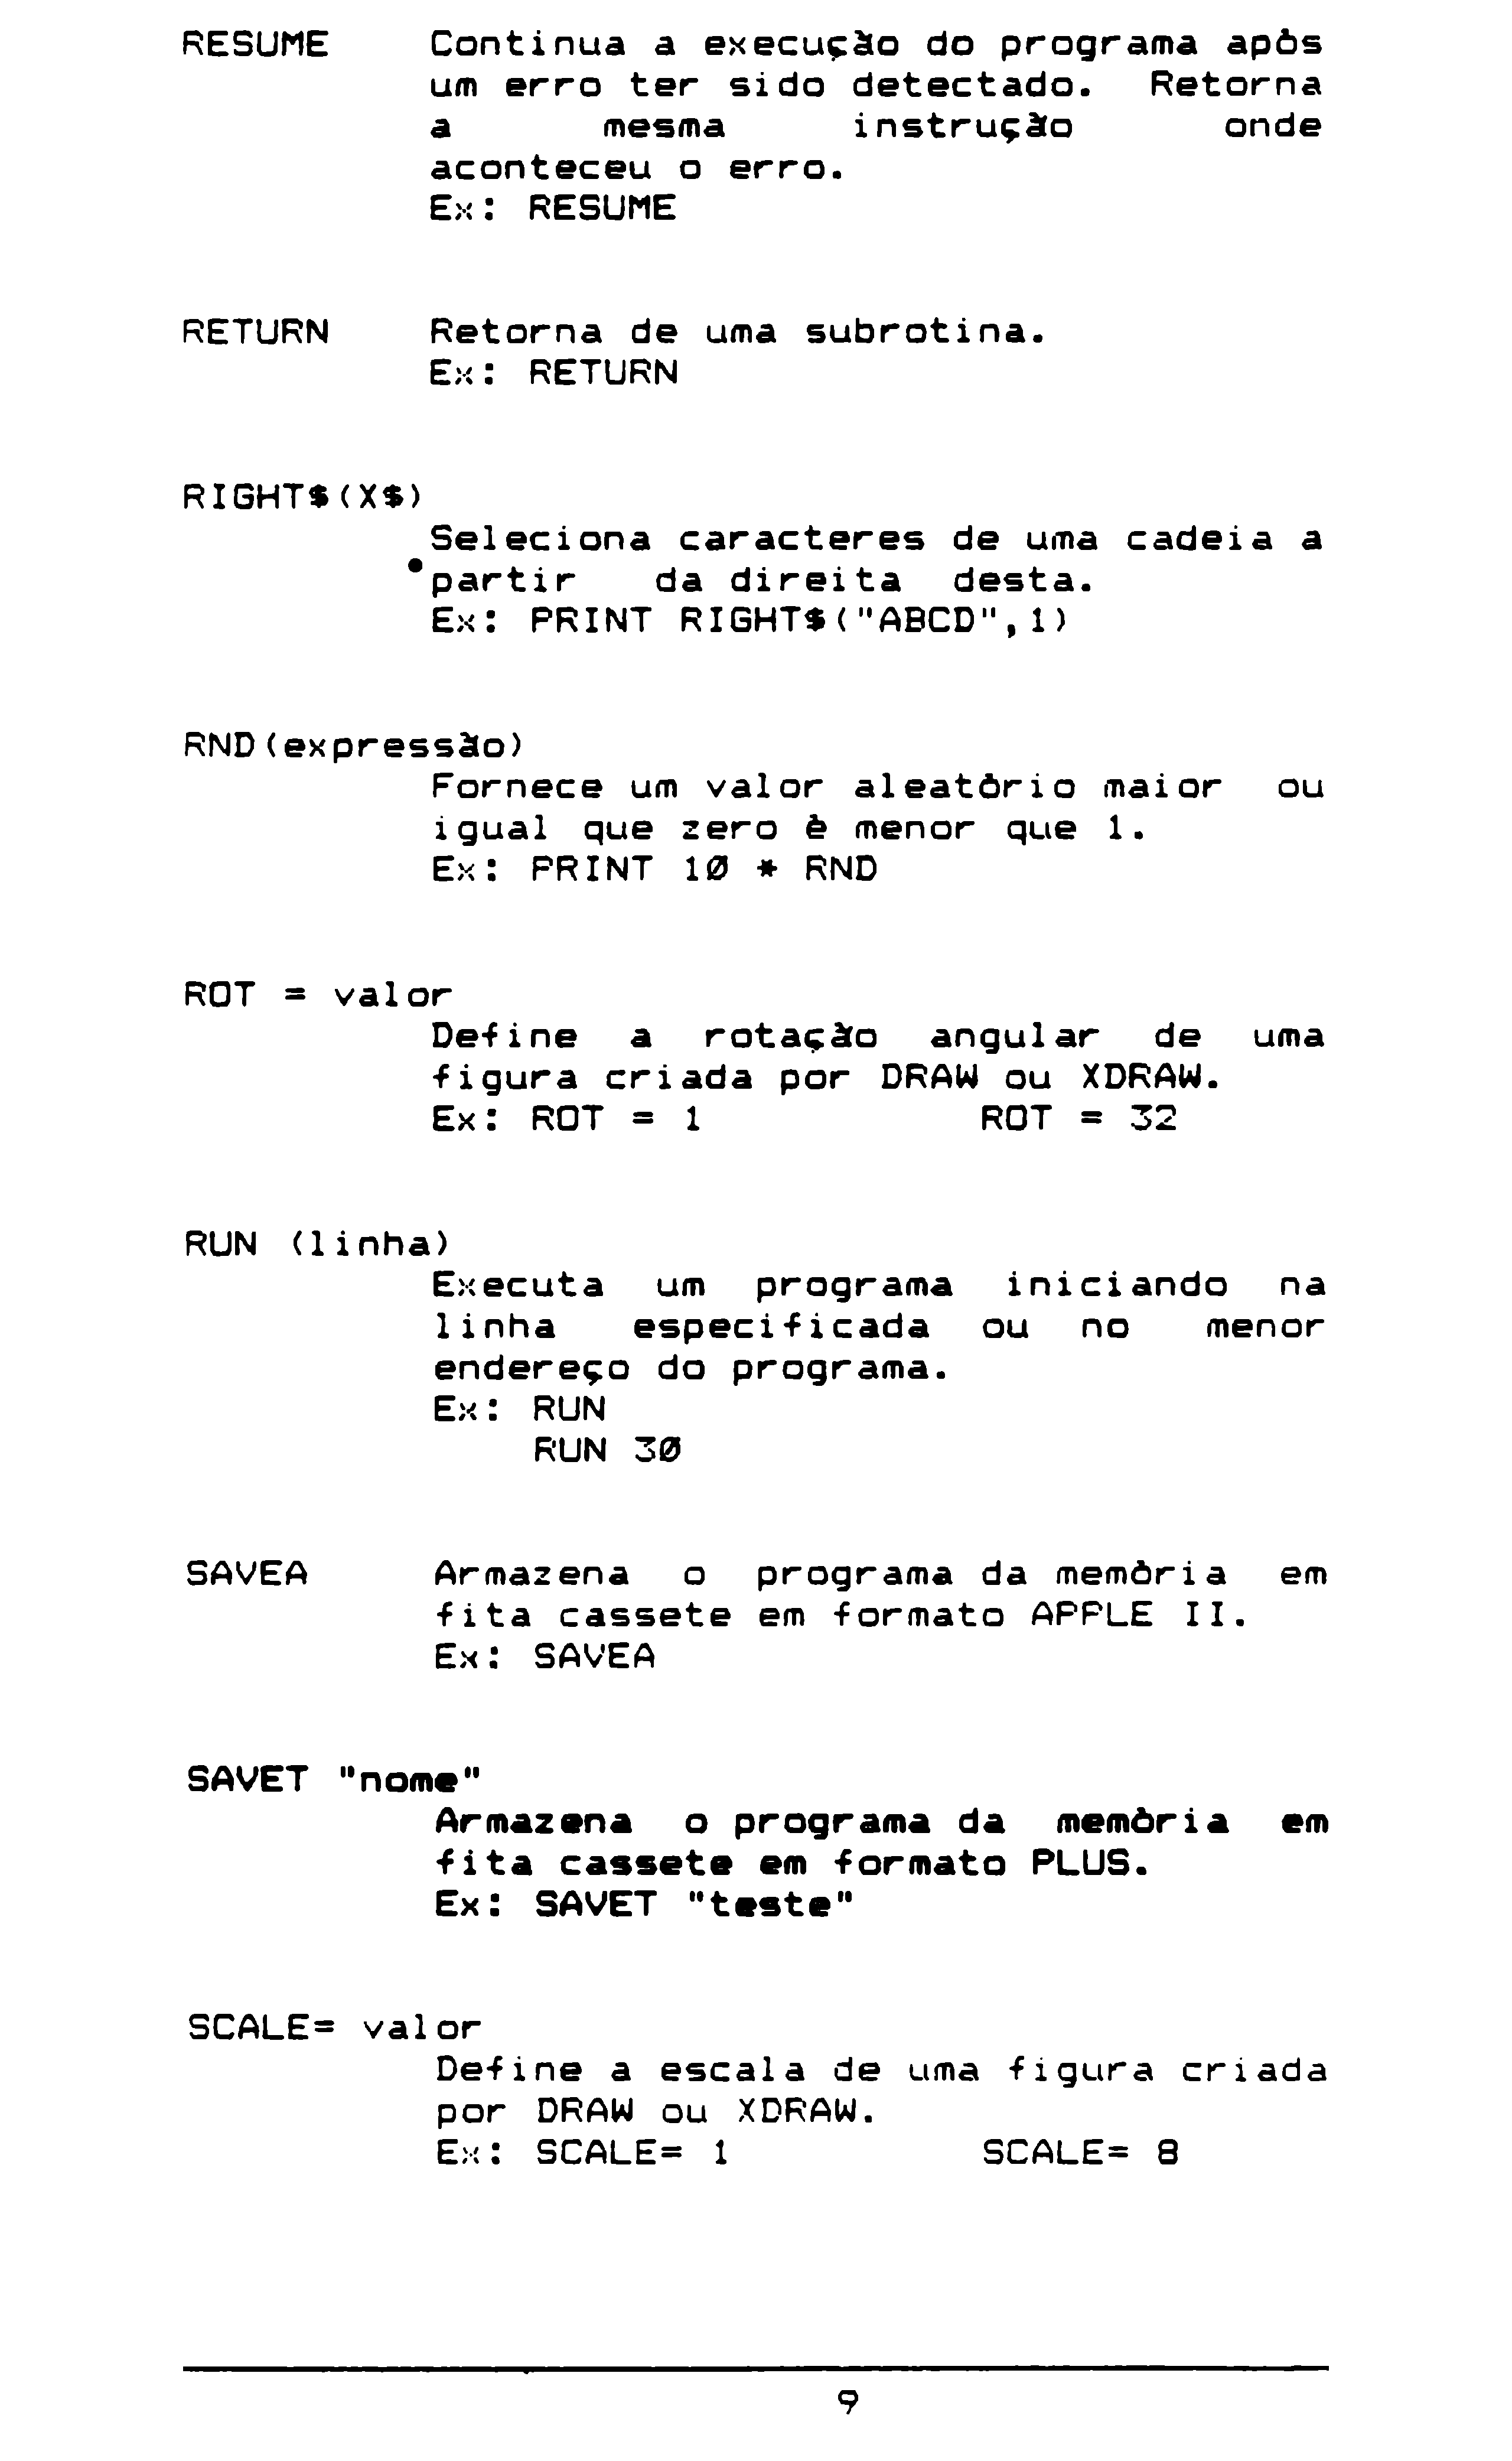 RESUME Continua a execução do programa apòs
um erro ter sido detectado. Retorna
a mesma instrução onde
aconteceu o erro.
Ex: RESUME
RETURN Retorna de uma subrotina.
Ex: RETURN
RIGHT$(X$)
Seleciona caracteres de uma cadeia a
partir da direita desta.
Ex: PRINT RIGHT$("ABCD",1)
RND(expressão)
Fornece um valor aleatòrio maior ou
igual que zero è menor que 1.
Ex: PRINT 10 * RND
ROT = valor
Define a rotação angular de uma
figura criada por DRAW ou XDRAW.
Ex: ROT = 1 ROT = 32
RUN (linha)
Executa um programa iniciando na
linha especificada ou no menor
endereço do programa.
Ex: RUN
RUN 30
SAVEA Armazena o programa da memòria em
fita cassete em formato APPLE II.
Ex: SAVEA
SAVET "nome"
Armazena o programa da memòria em
fita cassete em formato PLUS.
Ex: SAVET "teste"
SCALE= valor
Define a escala de uma figura criada
por DRAW ou XDRAW.
Ex: SCALE= 1 SCALE= 8
9